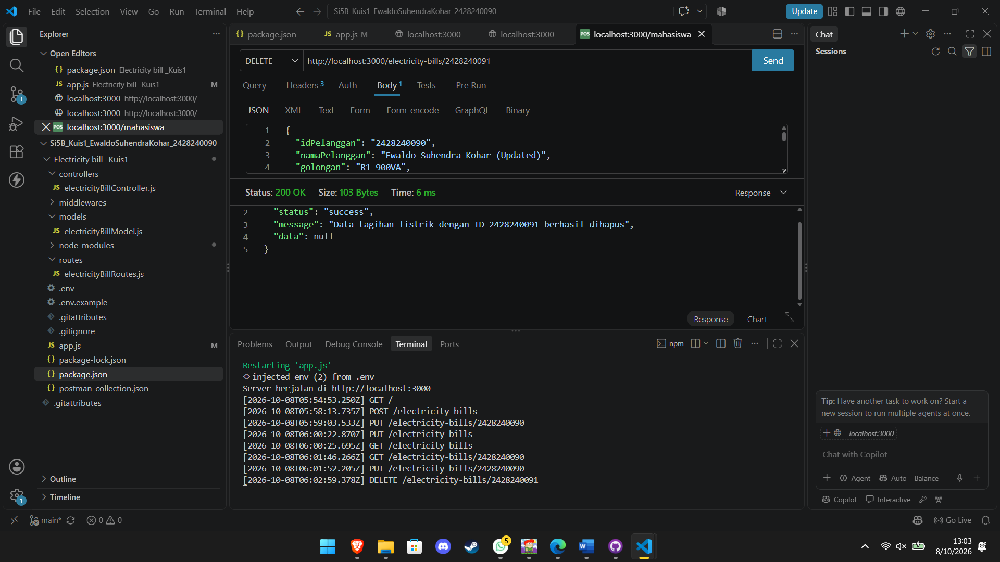 File Edit Selection View Go Run Terminal Help
Si5B_Kuis1_EwaldoSuhendraKohar_2428240090
Update
Explorer
Open Editors
package.json Electricity bill _Kuis1
app.js Electricity bill _Kuis1 M
localhost:3000 http://localhost:3000/
localhost:3000 http://localhost:3000/
POS localhost:3000/mahasiswa
Si5B_Kuis1_EwaldoSuhendraKohar_2428240090
Electricity bill _Kuis1
controllers
JS electricityBillController.js
middlewares
models
JS electricityBillModel.js
node_modules
routes
JS electricityBillRoutes.js
.env
.env.example
.gitattributes
.gitignore
JS app.js M
package-lock.json
package.json
postman_collection.json
.gitattributes
Outline
Timeline
1
1
{} package.json
JS app.js M
localhost:3000
localhost:3000
POS localhost:3000/mahasiswa
DELETE http://localhost:3000/electricity-bills/2428240091 Send
Query Headers 3 Auth Body 1 Tests Pre Run
JSON XML Text Form Form-encode GraphQL Binary
1 {
2 "idPelanggan": "2428240090",
3 "namaPelanggan": "Ewaldo Suhendra Kohar (Updated)",
4 "golongan": "R1-900VA",
Status: 200 OK Size: 103 Bytes Time: 6 ms Response
2 "status": "success",
3 "message": "Data tagihan listrik dengan ID 2428240091 berhasil dihapus",
4 "data": null
5 }
Response Chart
Problems Output Debug Console Terminal Ports
npm
Restarting 'app.js'
◇ injected env (2) from .env
Server berjalan di http://localhost:3000
[2026-10-08T05:54:53.250Z] GET /
[2026-10-08T05:58:13.735Z] POST /electricity-bills
[2026-10-08T05:59:03.533Z] PUT /electricity-bills/2428240090
[2026-10-08T06:00:22.870Z] PUT /electricity-bills
[2026-10-08T06:00:25.695Z] GET /electricity-bills
[2026-10-08T06:01:46.266Z] GET /electricity-bills/2428240090
[2026-10-08T06:01:52.205Z] PUT /electricity-bills/2428240090
[2026-10-08T06:02:59.378Z] DELETE /electricity-bills/2428240091
Chat
Sessions
Tip: Have another task to work on? Start a
new session to run multiple agents at once.
localhost:3000
Chat with Copilot
Agent Auto Balance
Copilot Interactive
main* 0 0
Go Live
5
13:03
8/10/2026